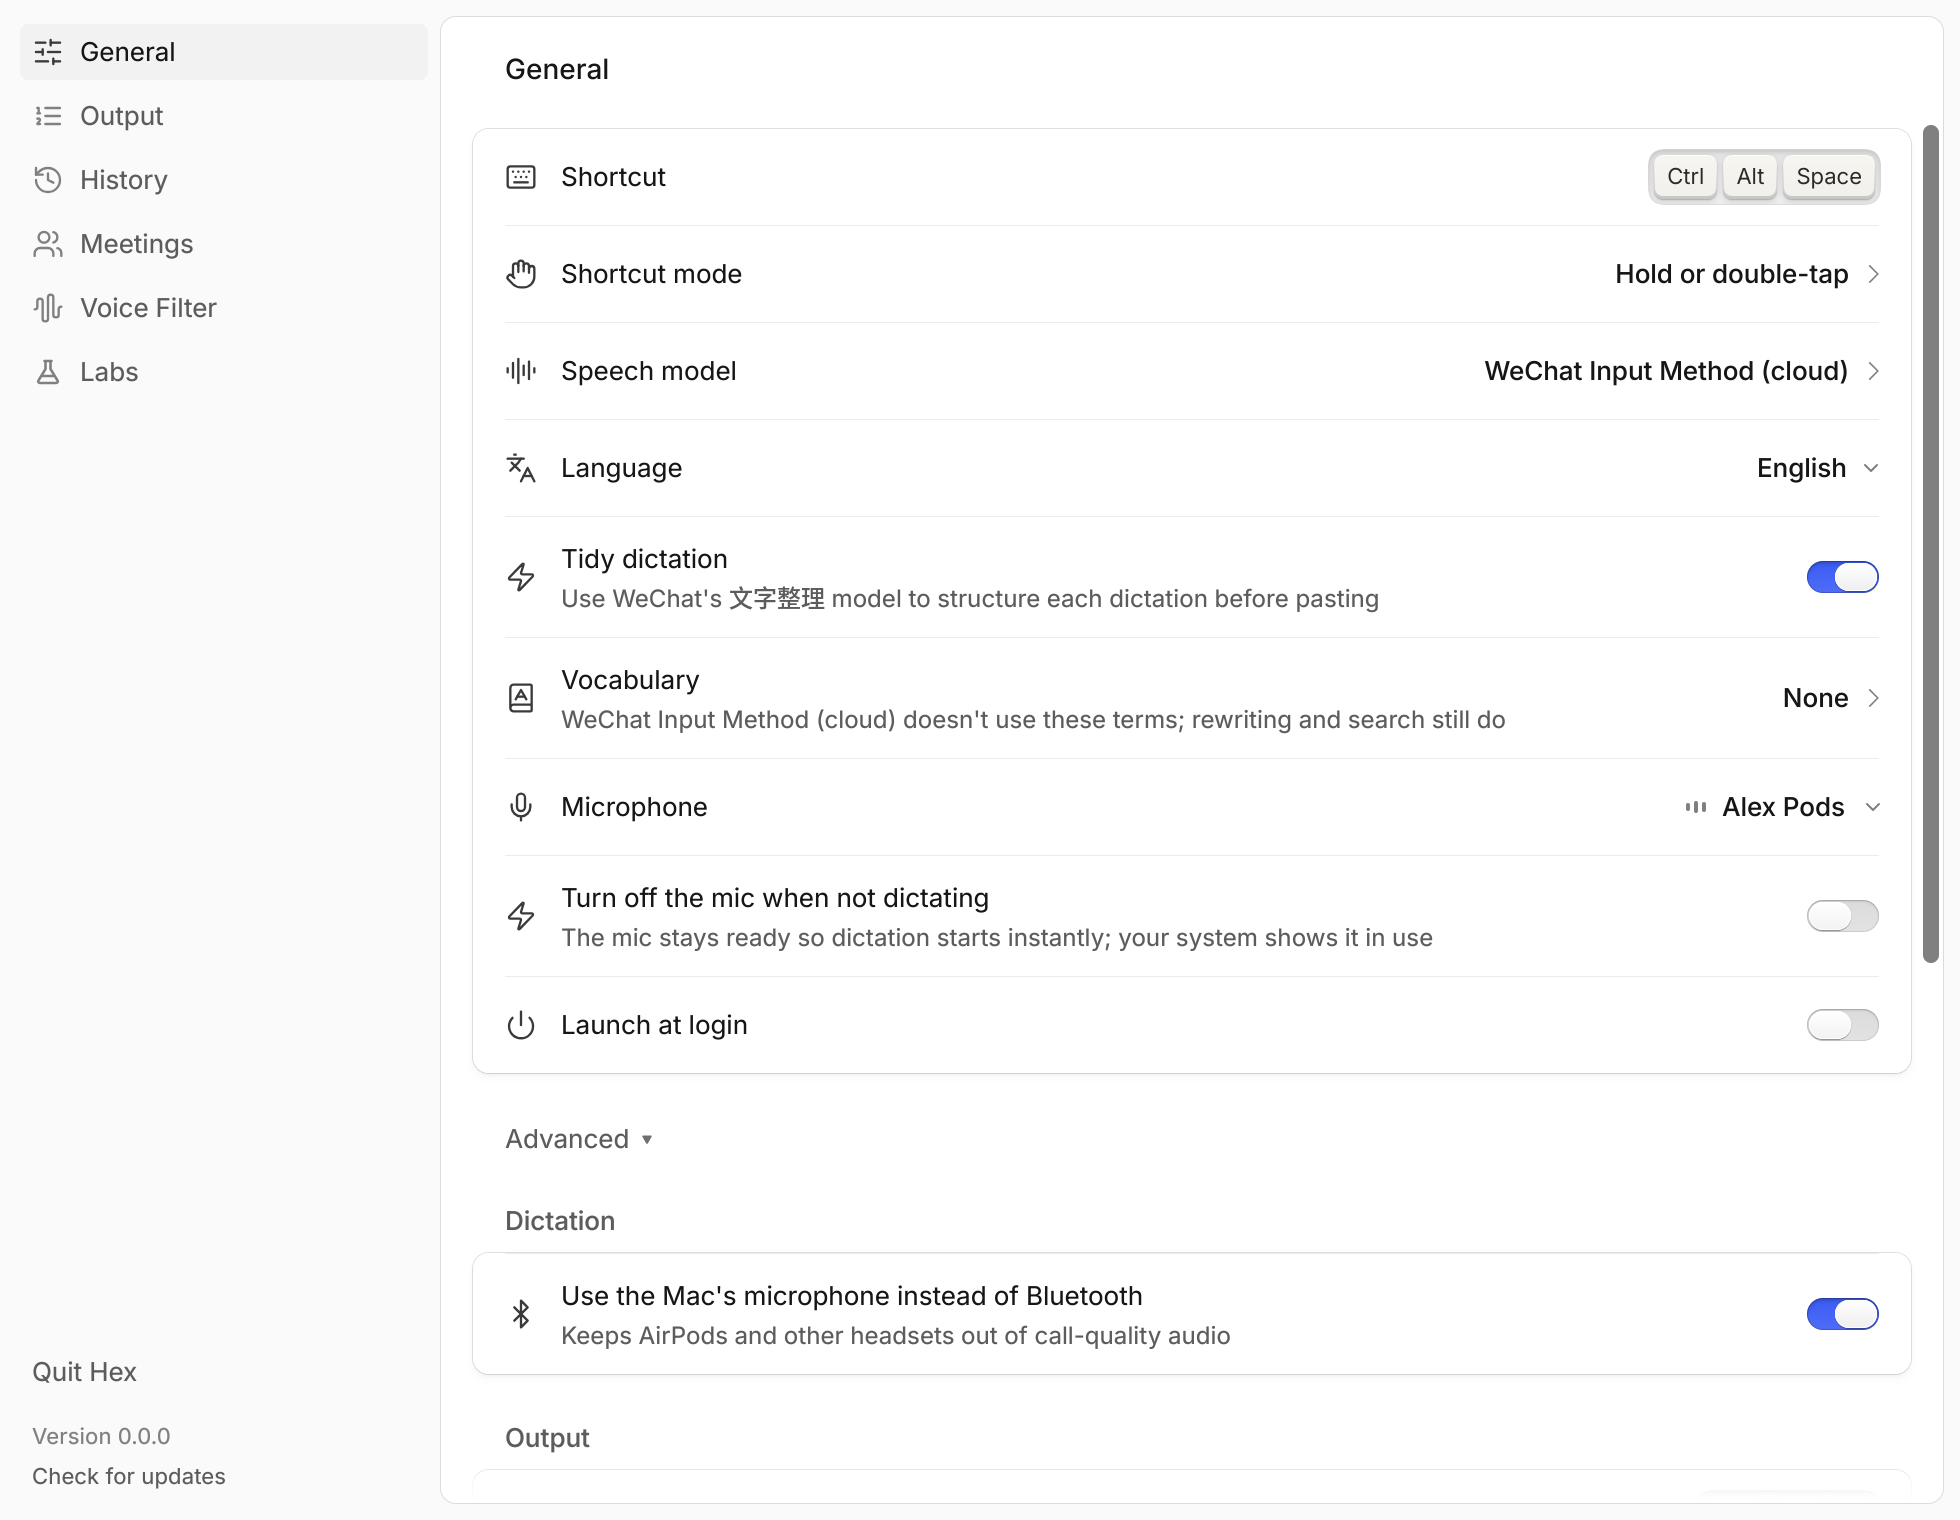 General
Output
History
Meetings
Voice Filter
Labs
Quit Hex
Version 0.0.0
Check for updates
General
Shortcut
Ctrl Alt Space
Shortcut mode
Hold or double-tap
Speech model
WeChat Input Method (cloud)
Language
English
Tidy dictation
Use WeChat's 文字整理 model to structure each dictation before pasting
Vocabulary
WeChat Input Method (cloud) doesn't use these terms; rewriting and search still do
None
Microphone
Alex Pods
Turn off the mic when not dictating
The mic stays ready so dictation starts instantly; your system shows it in use
Launch at login
Advanced
Dictation
Use the Mac's microphone instead of Bluetooth
Keeps AirPods and other headsets out of call-quality audio
Output